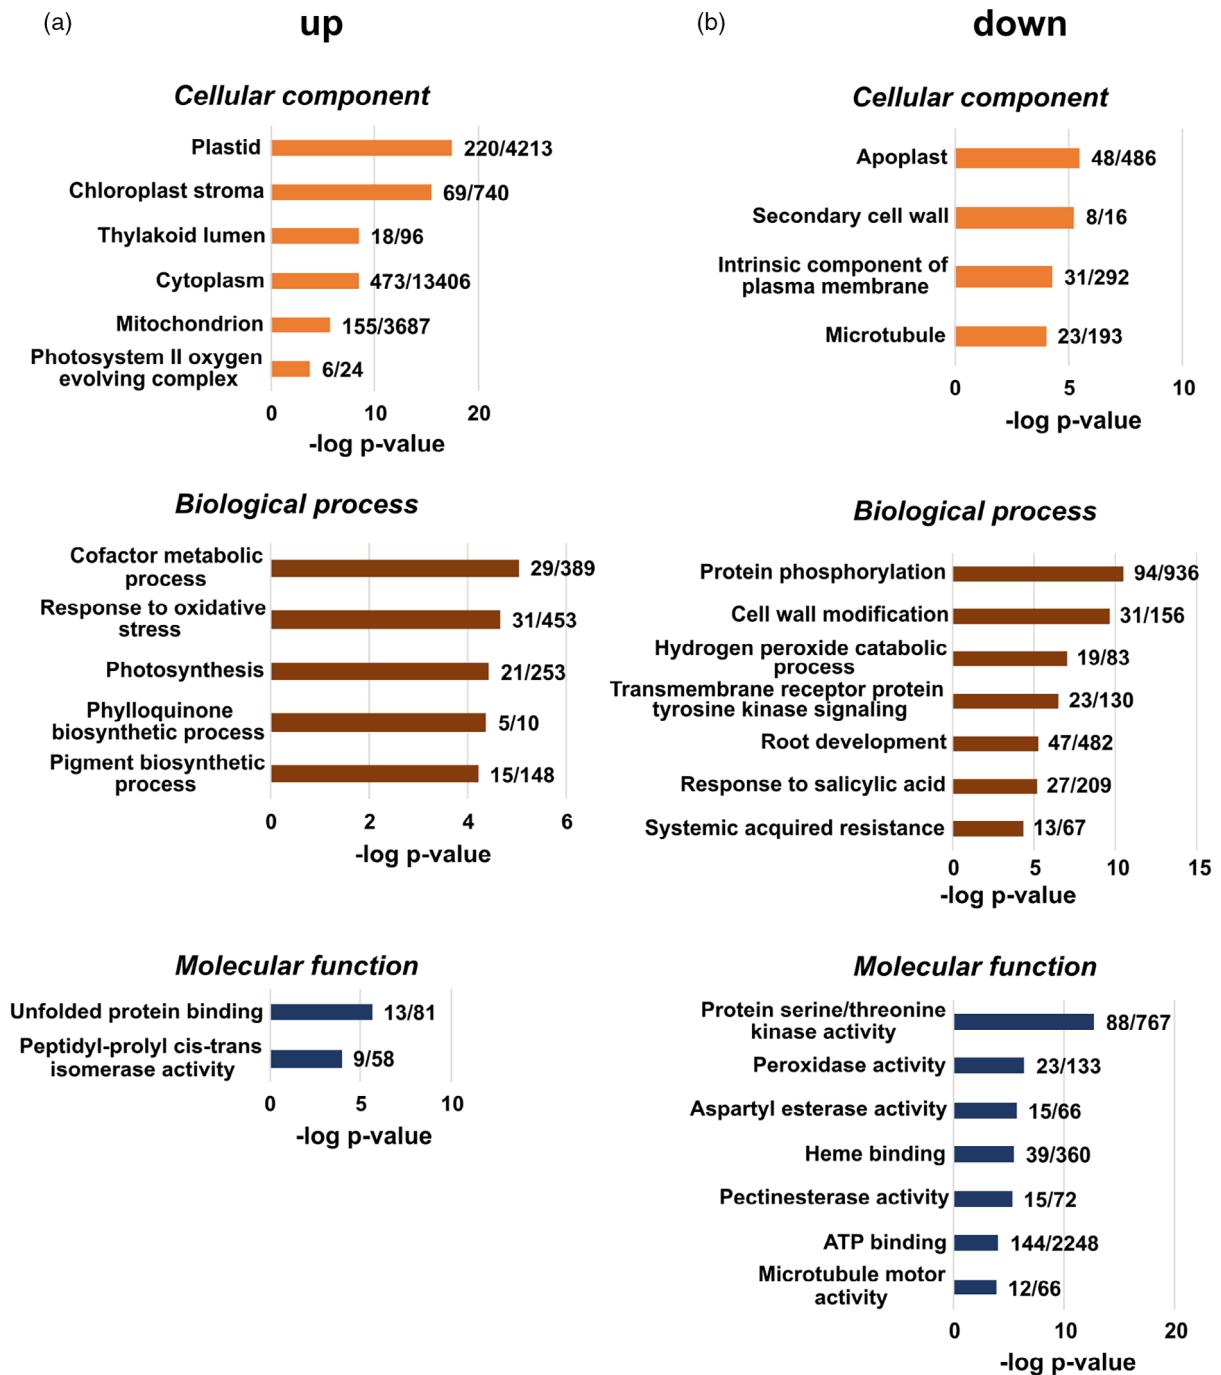 (a)
up
Cellular component
Plastid
220/4213
Chloroplast stroma
69/740
Thylakoid lumen
18/96
Cytoplasm
473/13406
Mitochondrion
155/3687
Photosystem II oxygen
evolving complex
6/24
0 10 20
-log p-value
Biological process
Cofactor metabolic
process
29/389
Response to oxidative
stress
31/453
Photosynthesis
21/253
Phylloquinone
biosynthetic process
5/10
Pigment biosynthetic
process
15/148
0 2 4 6
-log p-value
Molecular function
Unfolded protein binding
13/81
Peptidyl-prolyl cis-trans
isomerase activity
9/58
0 5 10
-log p-value
(b)
down
Cellular component
Apoplast
48/486
Secondary cell wall
8/16
Intrinsic component of
plasma membrane
31/292
Microtubule
23/193
0 5 10
-log p-value
Biological process
Protein phosphorylation
94/936
Cell wall modification
31/156
Hydrogen peroxide catabolic
process
19/83
Transmembrane receptor protein
tyrosine kinase signaling
23/130
Root development
47/482
Response to salicylic acid
27/209
Systemic acquired resistance
13/67
0 5 10 15
-log p-value
Molecular function
Protein serine/threonine
kinase activity
88/767
Peroxidase activity
23/133
Aspartyl esterase activity
15/66
Heme binding
39/360
Pectinesterase activity
15/72
ATP binding
144/2248
Microtubule motor
activity
12/66
0 10 20
-log p-value